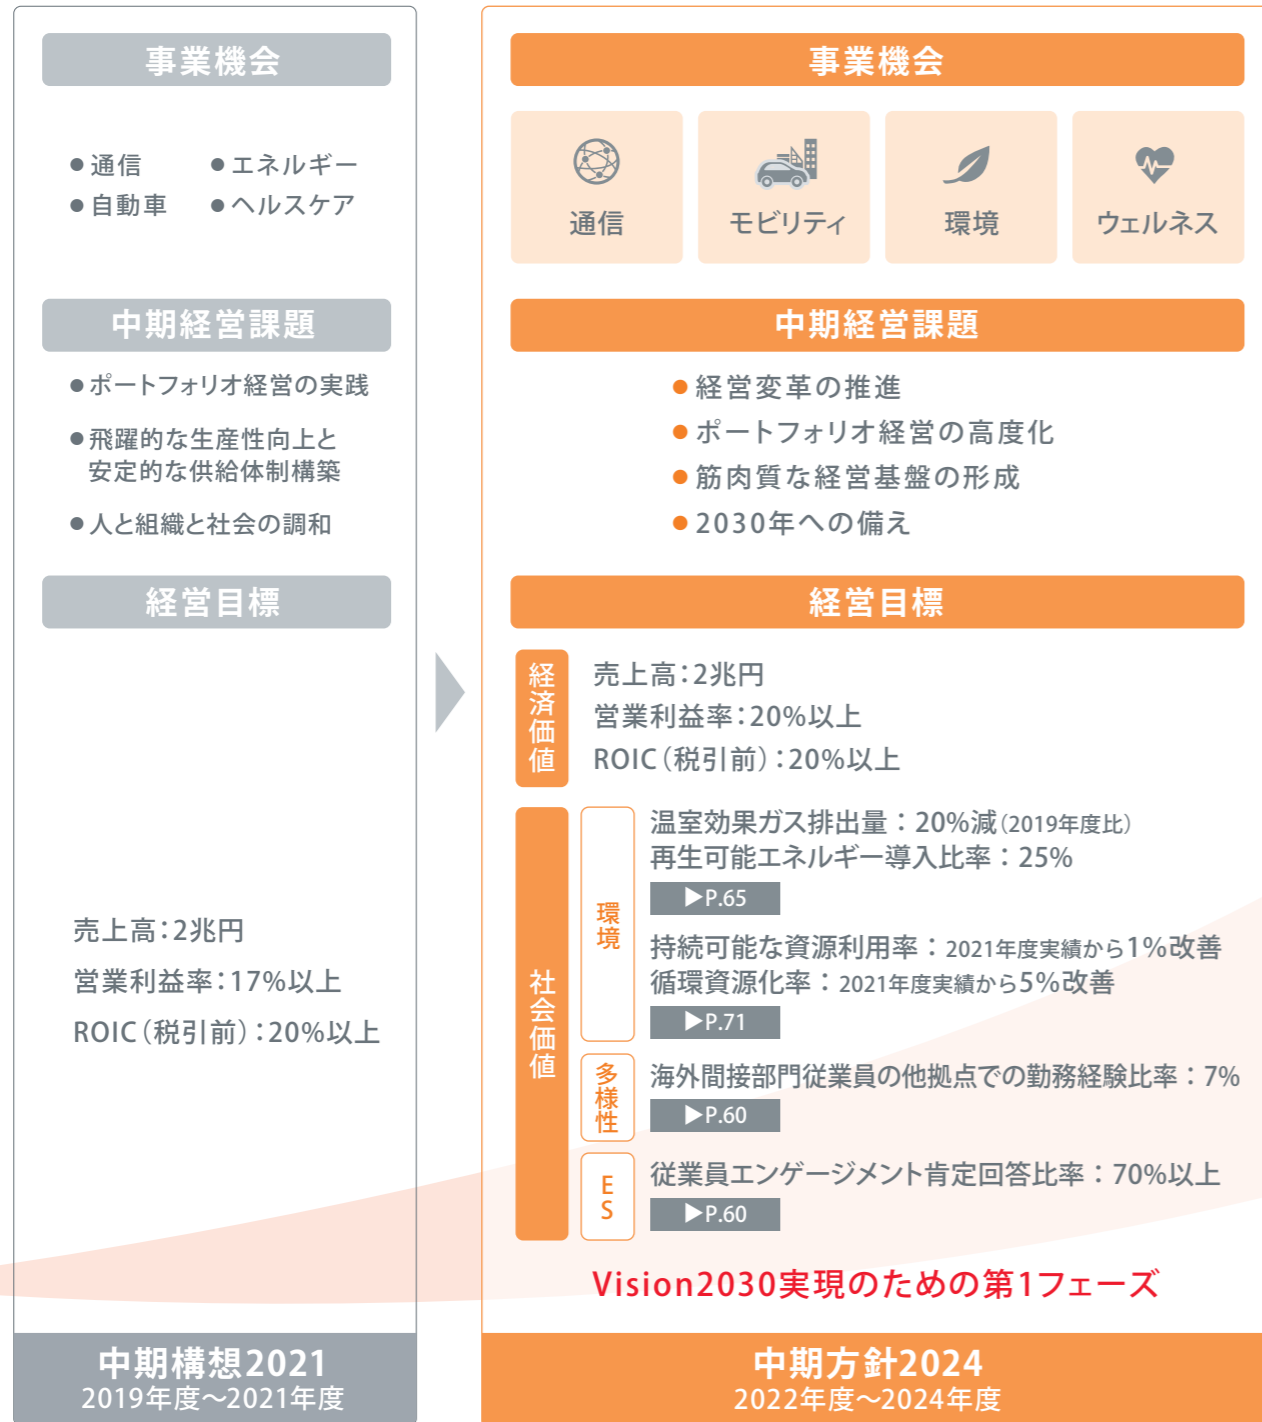 事業機会
●通信
●エネルギー
●自動車
●ヘルスケア
中期経営課題
●ポートフォリオ経営の実践
●飛躍的な生産性向上と
安定的な供給体制構築
●人と組織と社会の調和
経営目標
売上高：2兆円
営業利益率：17%以上
ROIC（税引前）：20%以上
中期構想2021
2019年度～2021年度
事業機会
通信
モビリティ
環境
ウェルネス
中期経営課題
●経営変革の推進
●ポートフォリオ経営の高度化
●筋肉質な経営基盤の形成
●2030年への備え
経営目標
経済価値
売上高：2兆円
営業利益率：20%以上
ROIC（税引前）：20%以上
社会価値
環境
温室効果ガス排出量：20%減（2019年度比）
再生可能エネルギー導入比率：25%
▶P.65
持続可能な資源利用率：2021年度実績から1%改善
循環資源化率：2021年度実績から5%改善
▶P.71
多様性
海外間接部門従業員の他拠点での勤務経験比率：7%
▶P.60
ES
従業員エンゲージメント肯定回答比率：70%以上
▶P.60
Vision2030実現のための第1フェーズ
中期方針2024
2022年度～2024年度